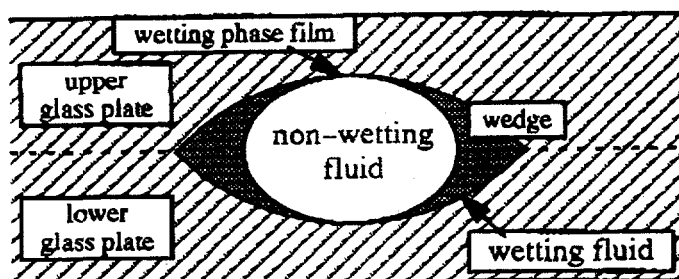 wetting phase film
upper
glass plate
wedge
non-wetting
fluid
lower
glass plate
wetting fluid